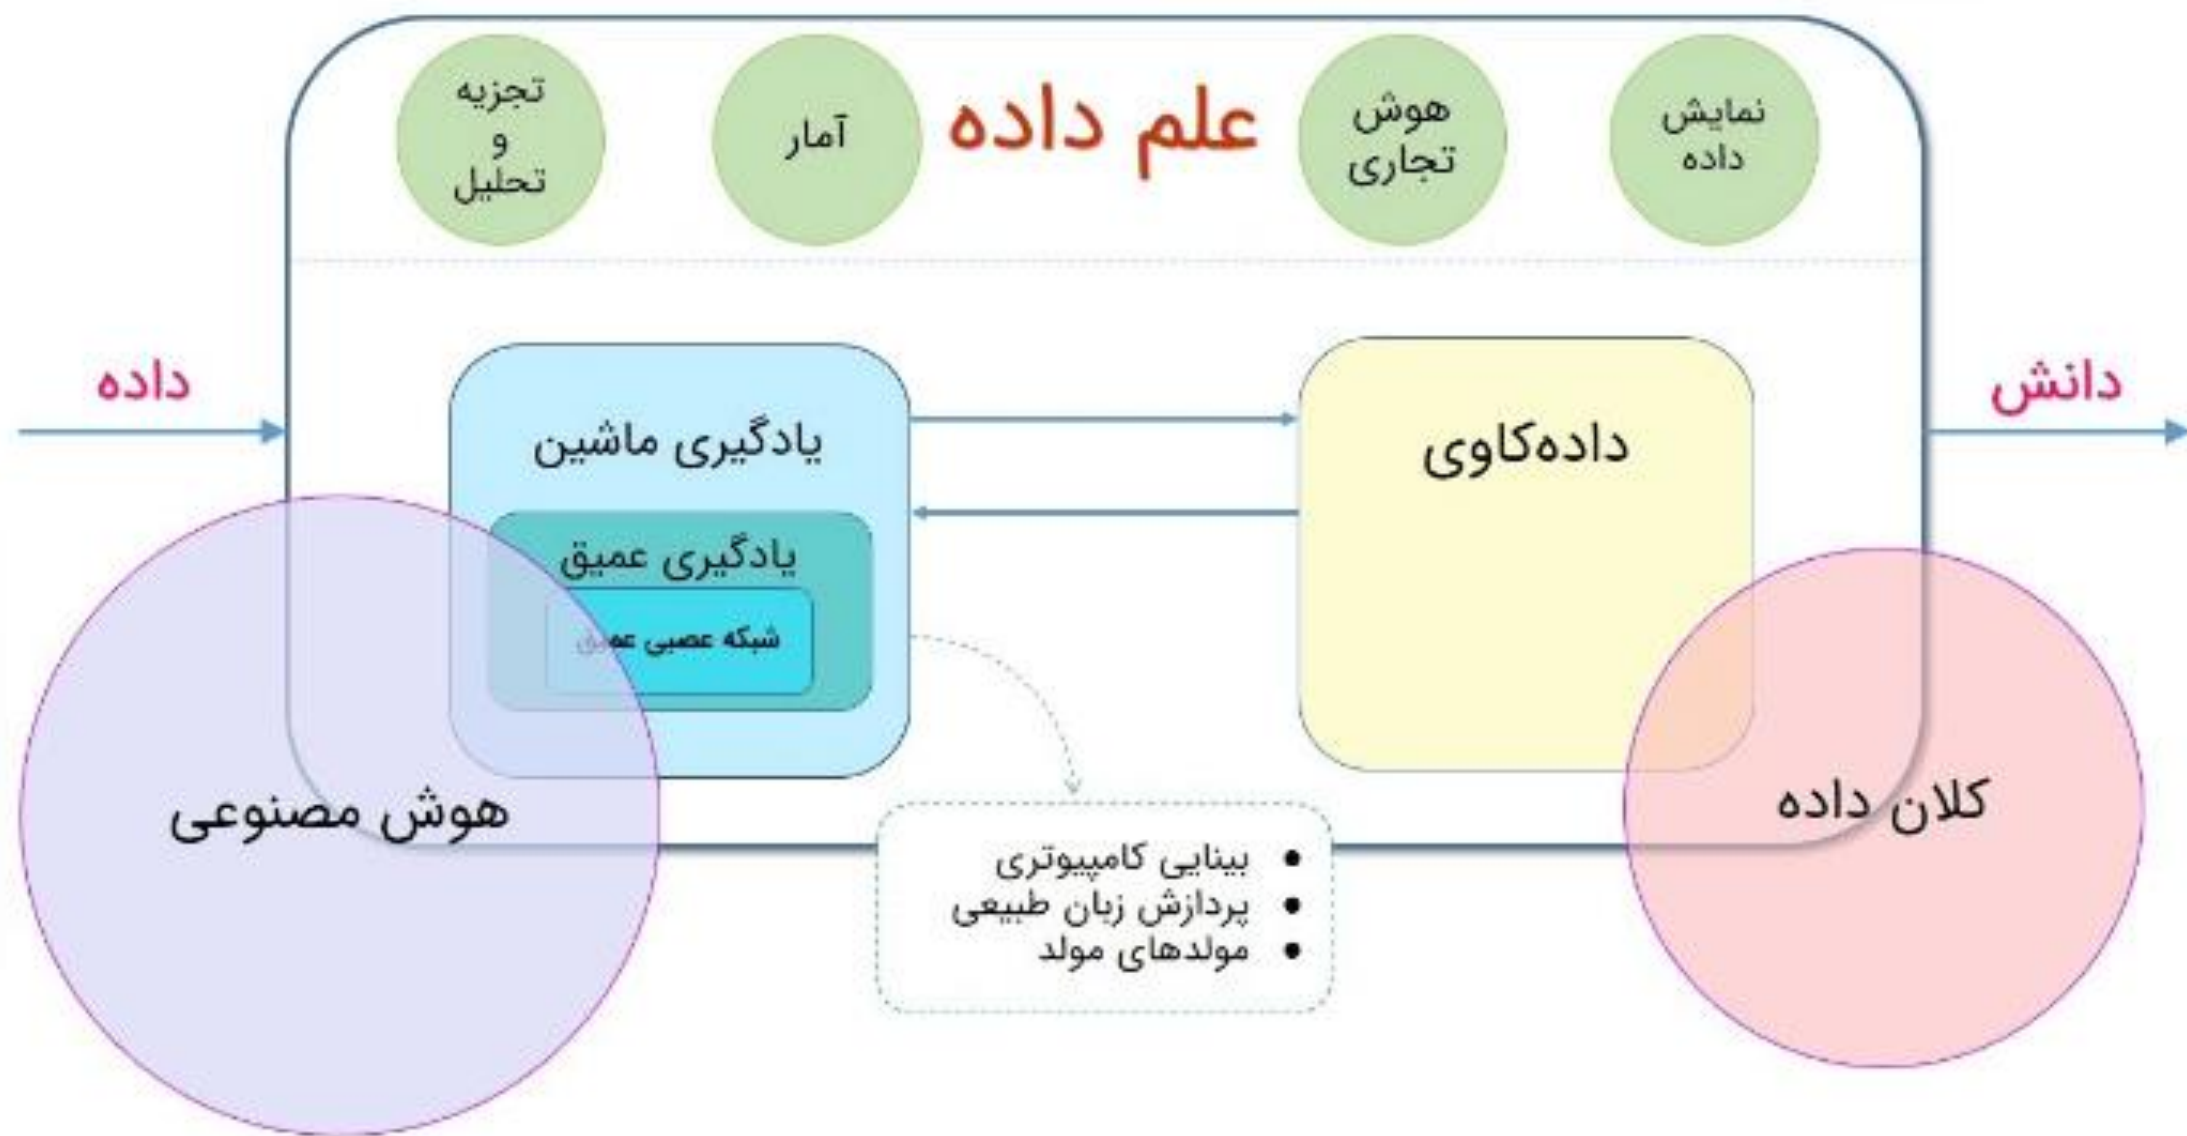 علم داده
نمایش
داده
هوش
تجاری
آمار
تجزیه
و
تحلیل
داده
دانش
داده‌کاوی
یادگیری ماشین
یادگیری عمیق
شبکه عصبی عمیق
هوش مصنوعی
کلان داده
• بینایی کامپیوتری
• پردازش زبان طبیعی
• مولدهای مولد